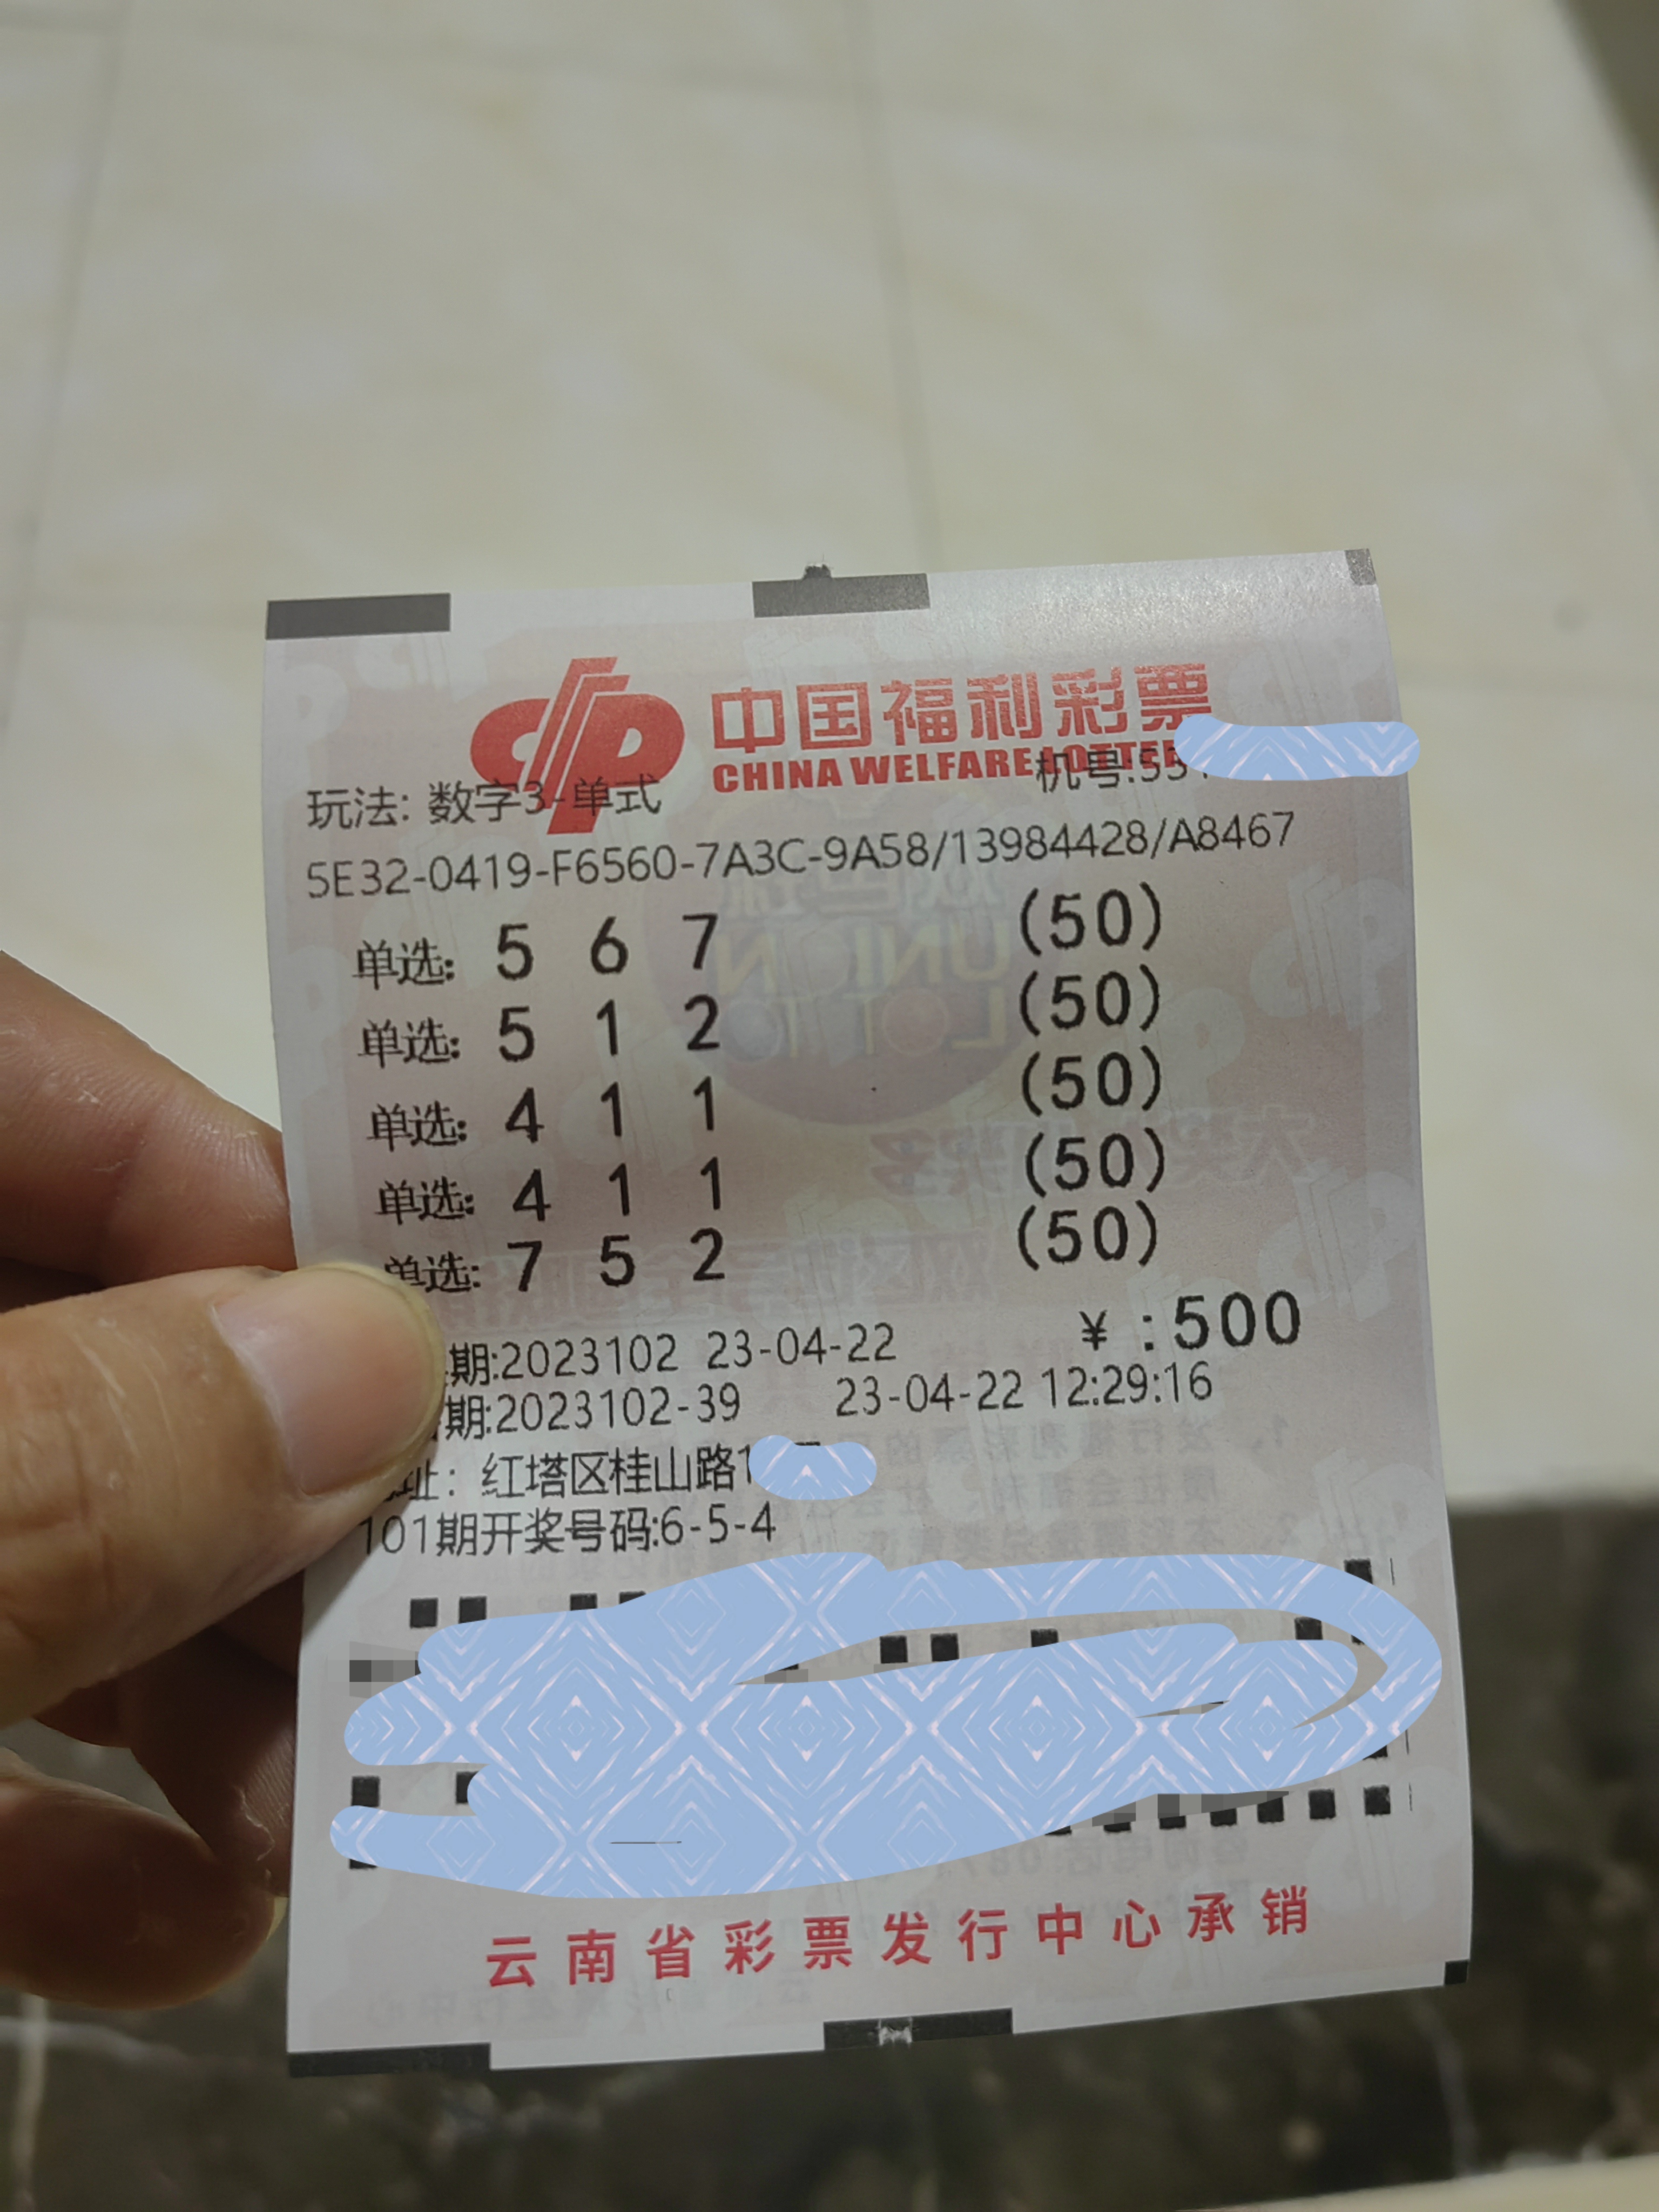 中国福利彩票
CHINA WELFARE LOTTE
玩法: 数字3-单式 机号:53
5E32-0419-F6560-7A3C-9A58/13984428/A8467
单选: 5 6 7 (50)
单选: 5 1 2 (50)
单选: 4 1 1 (50)
单选: 4 1 1 (50)
单选: 7 5 2 (50)
¥ :500
期:2023102 23-04-22
期:2023102-39 23-04-22 12:29:16
址: 红塔区桂山路1
101期开奖号码:6-5-4
云南省彩票发行中心承销